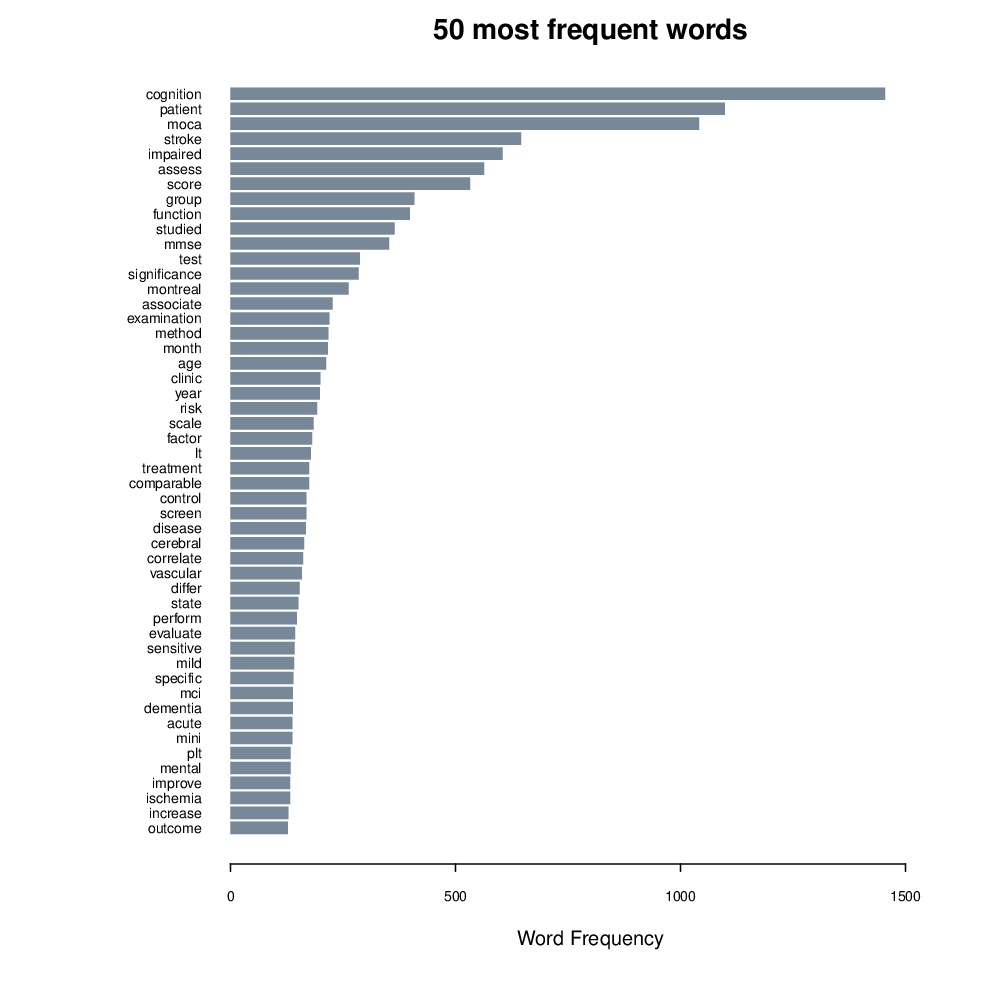 50 most frequent words
cognition
patient
moca
stroke
impaired
assess
score
group
function
studied
mmse
test
significance
montreal
associate
examination
method
month
age
clinic
year
risk
scale
factor
lt
treatment
comparable
control
screen
disease
cerebral
correlate
vascular
differ
state
perform
evaluate
sensitive
mild
specific
mci
dementia
acute
mini
plt
mental
improve
ischemia
increase
outcome
0 500 1000 1500
Word Frequency